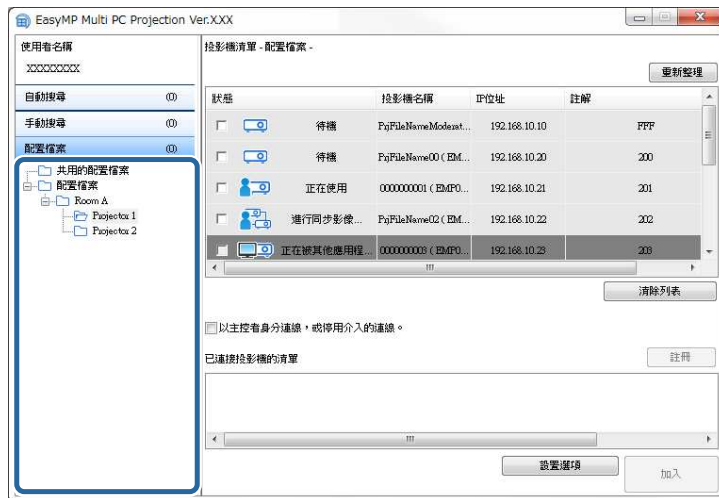 EasyMP Multi PC Projection Ver.X.XX
使用者名稱
XXXXXXXX
自動搜尋 (0)
手動搜尋 (0)
配置檔案 (0)
共用的配置檔案
配置檔案
Room A
Projector 1
Projector 2
投影機清單 - 配置檔案 -
重新整理
狀態 投影機名稱 IP位址 註解
待機 PrjFileNameModerat... 192.168.10.10 FFF
待機 PrjFileName00 ( EM... 192.168.10.20 200
正在使用 0000000001 ( EMP0... 192.168.10.21 201
進行同步影像... PrjFileName02 ( EM... 192.168.10.22 202
正在被其他應用程... 0000000003 ( EMP0... 192.168.10.23 203
清除列表
以主控者身分連線，或停用介入的連線。
已連接投影機的清單
註冊
設置選項
加入